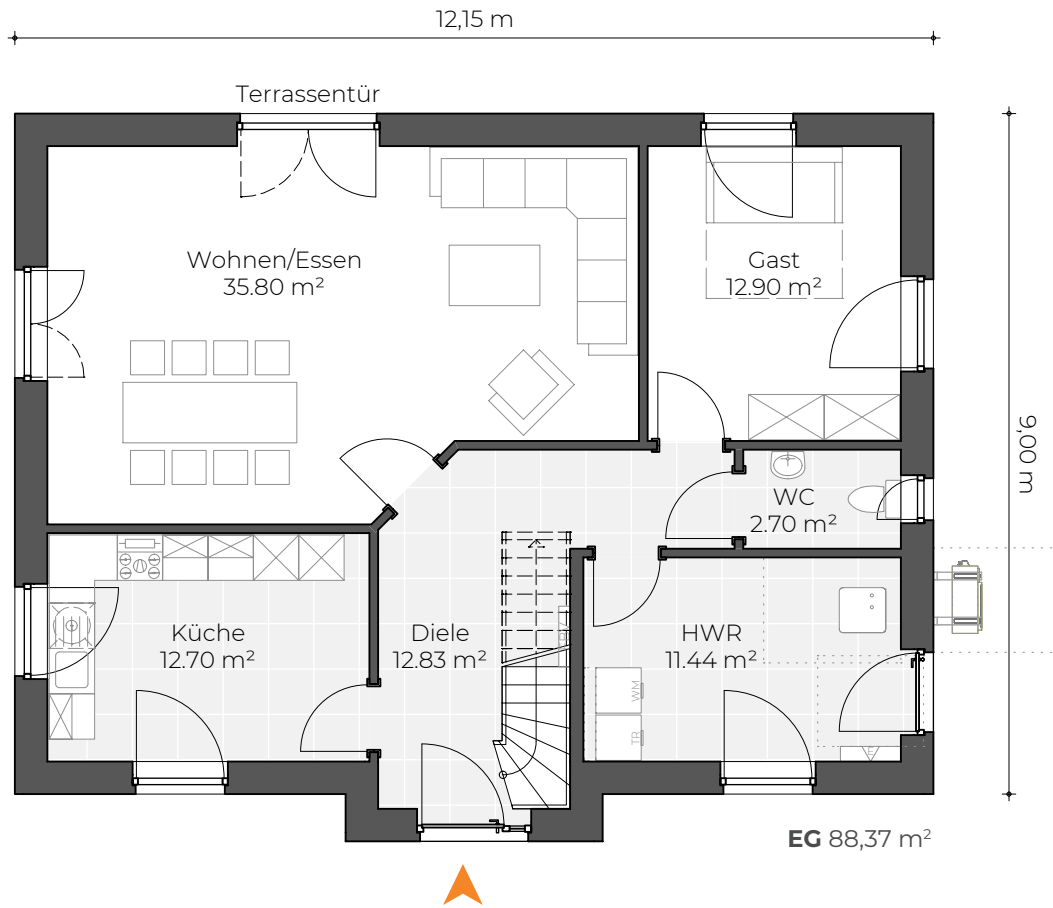 12,15 m
Terrassentür
Wohnen/Essen
35.80 m²
Gast
12.90 m²
9,00 m
WC
2.70 m²
Küche
12.70 m²
Diele
12.83 m²
HWR
11.44 m²
WM
TR
E
EG 88,37 m²